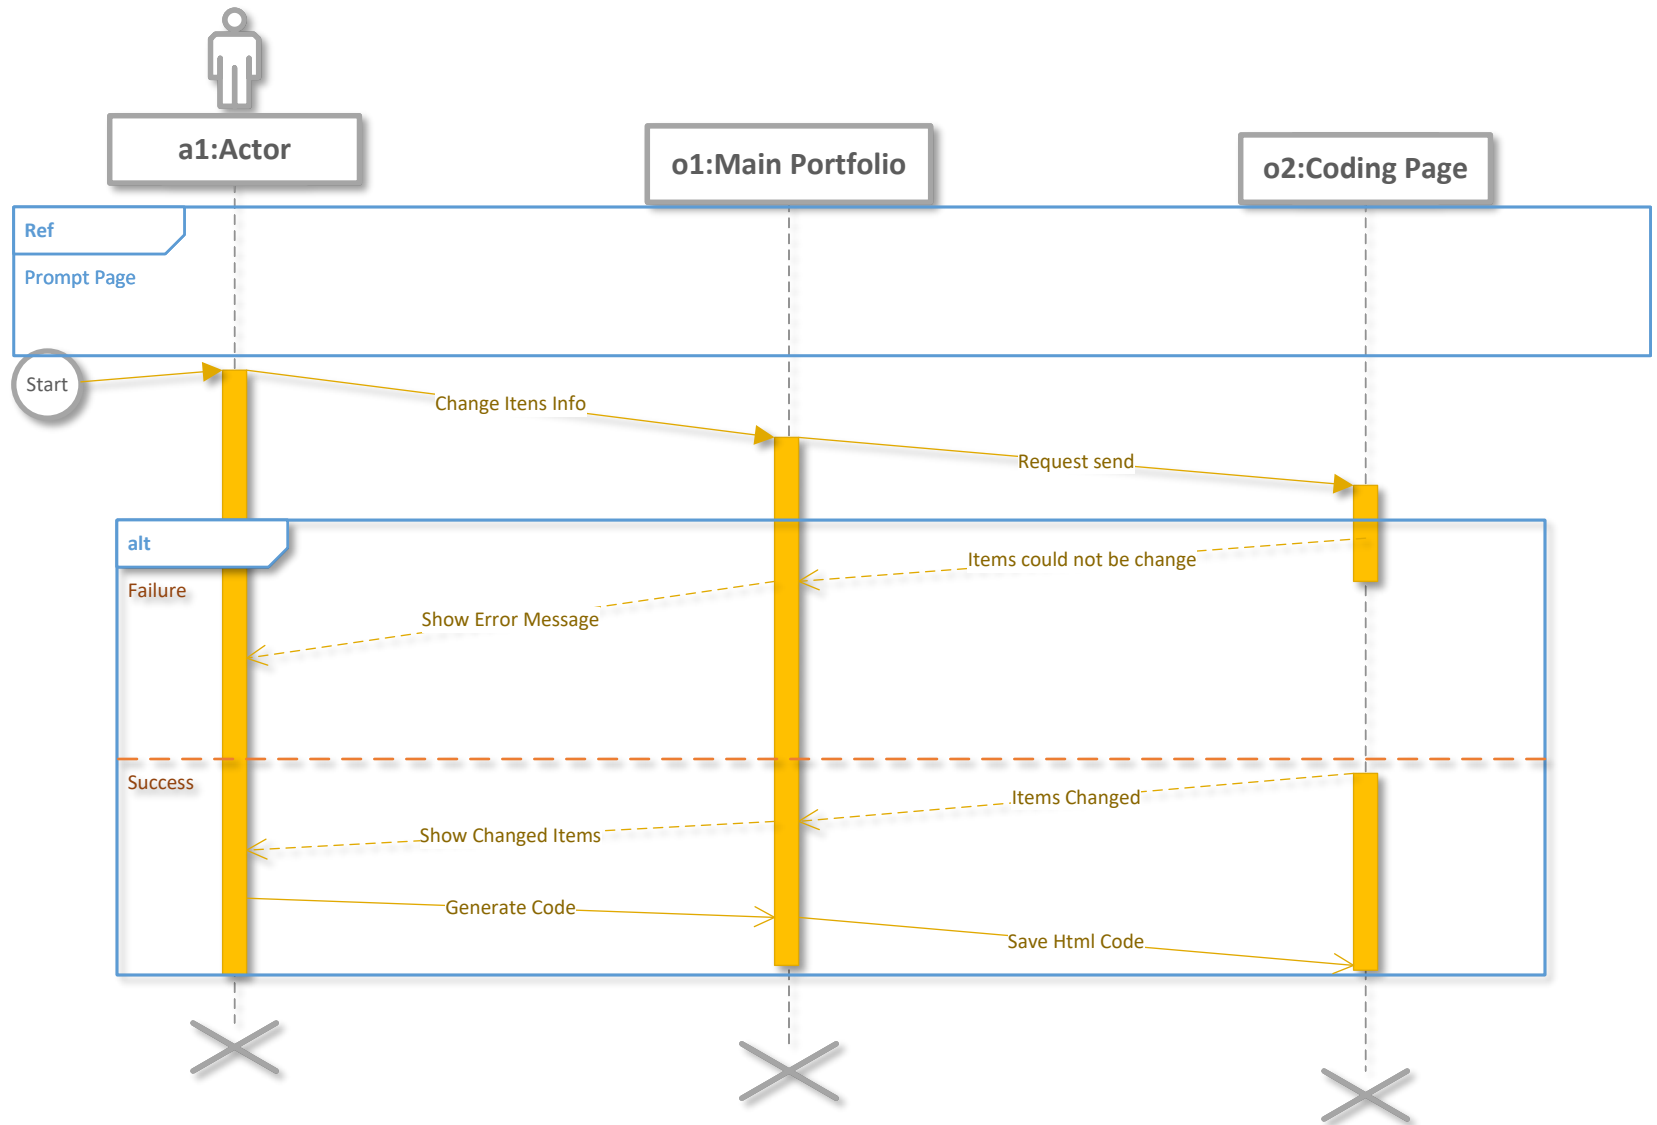 a1:Actor
o1:Main Portfolio
o2:Coding Page
Ref
Prompt Page
Start
Change Itens Info
Request send
alt
Items could not be change
Failure
Show Error Message
Success
Items Changed
Show Changed Items
Generate Code
Save Html Code